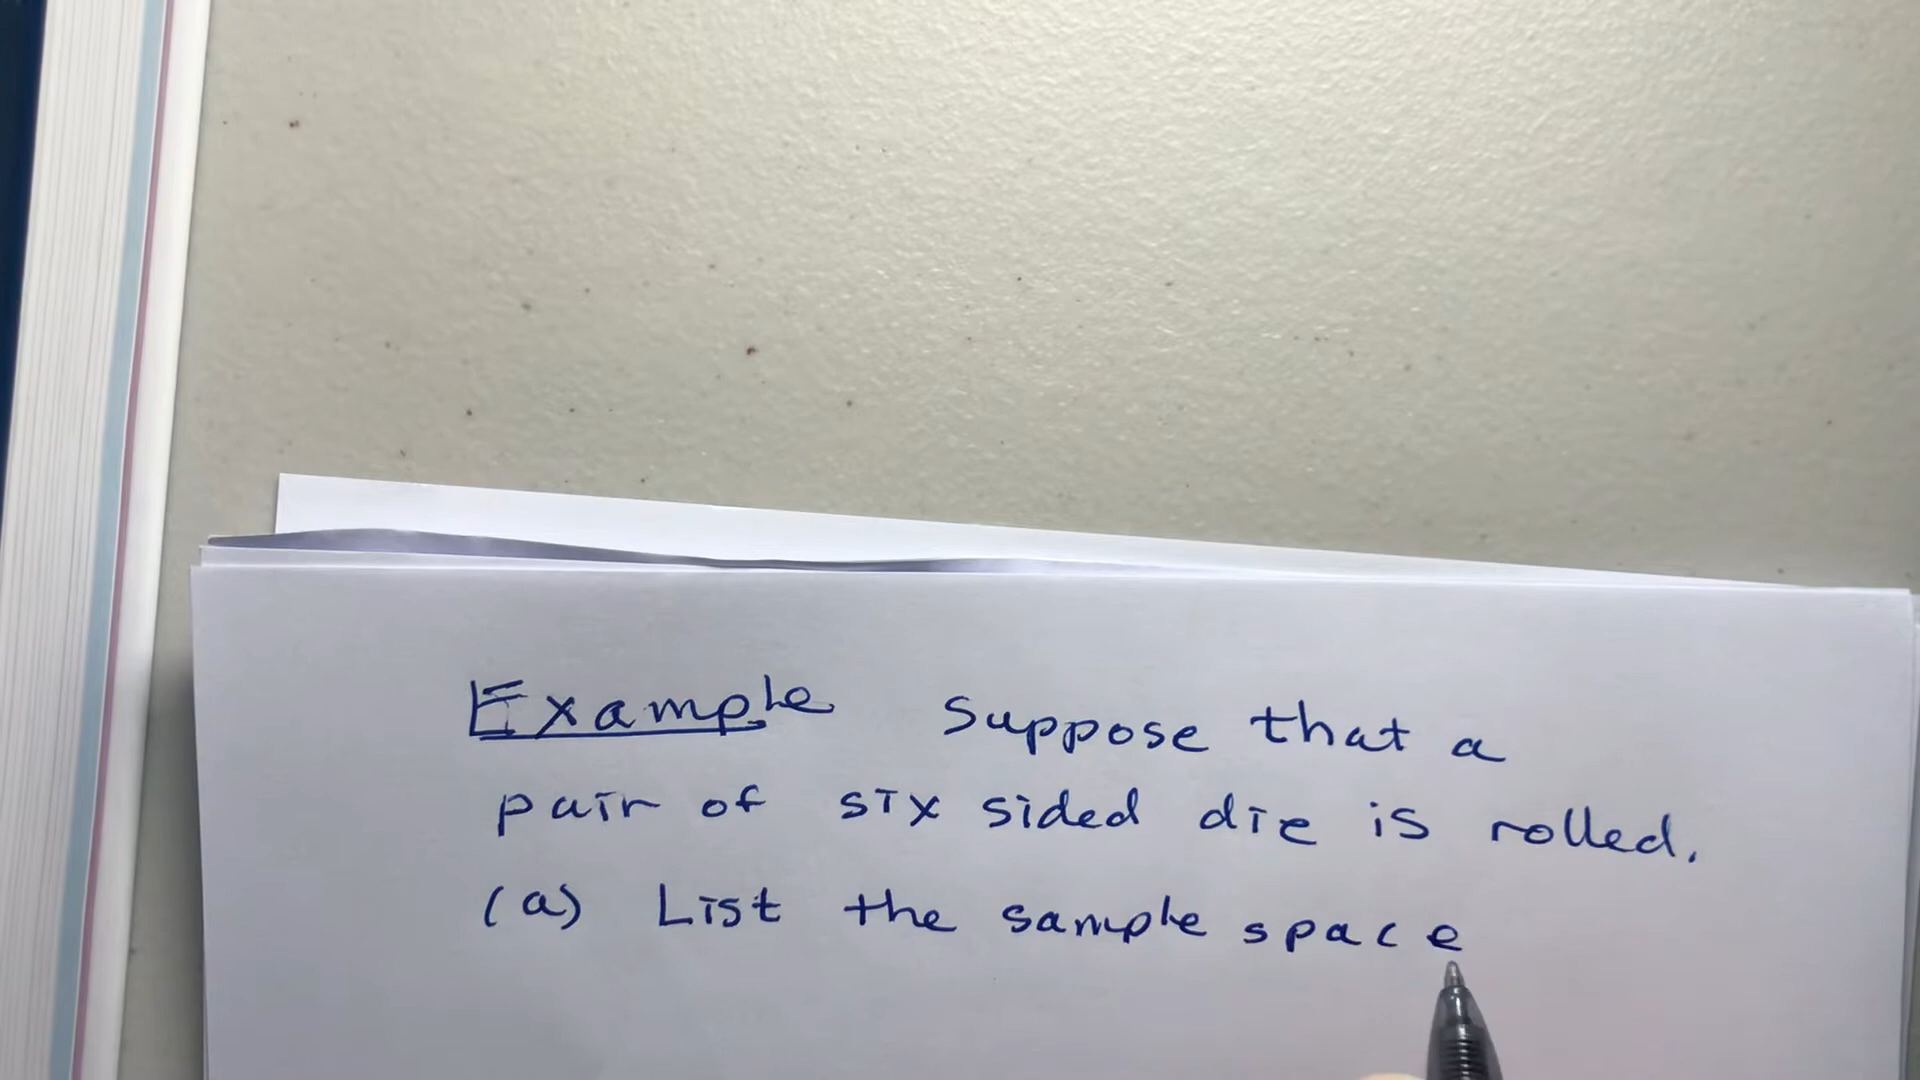 Example Suppose that a
pair of six sided die is rolled.
(a) List the sample space